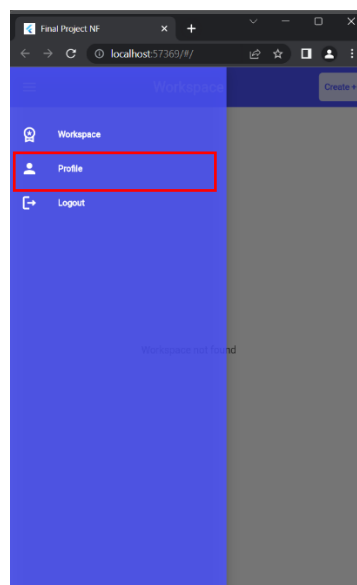 Final Project NF
localhost:57369/#/
Workspace
Create +
Workspace
Profile
Logout
Workspace not found